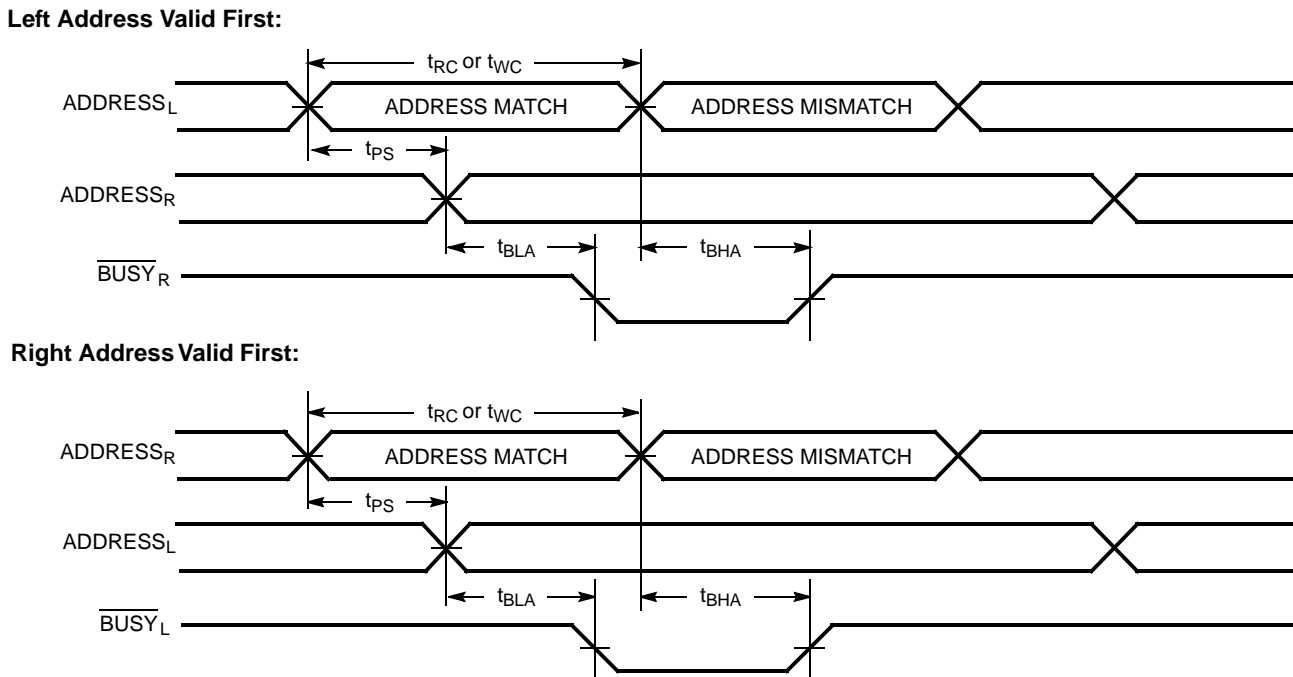 Left Address Valid First:
tRC or tWC
ADDRESSL ADDRESS MATCH ADDRESS MISMATCH
tPS
ADDRESSR
tBLA tBHA
BUSYR
Right Address Valid First:
tRC or tWC
ADDRESSR ADDRESS MATCH ADDRESS MISMATCH
tPS
ADDRESSL
tBLA tBHA
BUSYL